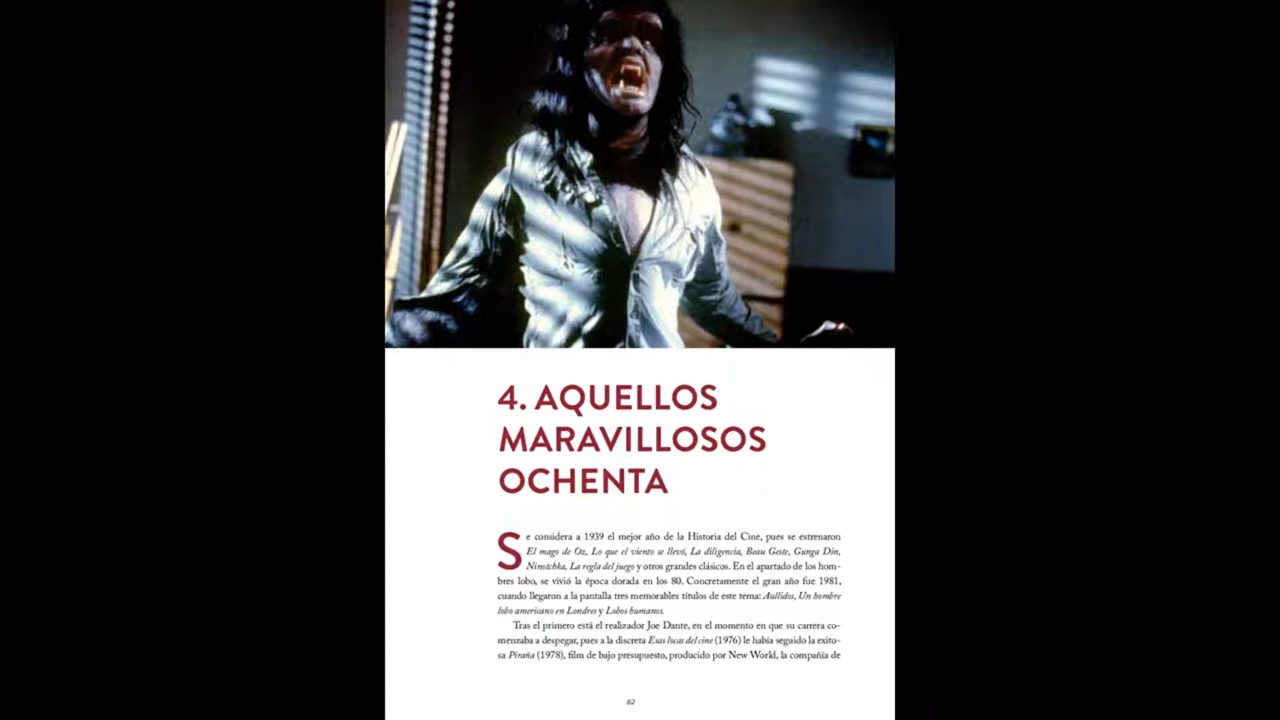 4. AQUELLOS
MARAVILLOSOS
OCHENTA
Se considera a 1939 el mejor año de la Historia del Cine, pues se estrenaron
El mago de Oz, Lo que el viento se llevó, La diligencia, Beau Geste, Gunga Din,
Ninotchka, La regla del juego y otros grandes clásicos. En el apartado de los hom-
bres lobo, se vivió la época dorada en los 80. Concretamente el gran año fue 1981,
cuando llegaron a la pantalla tres memorables títulos de este tema: Aullidos, Un hombre
lobo americano en Londres y Lobos humanos.
Tras el primero está el realizador Joe Dante, en el momento en que su carrera co-
menzaba a despegar, pues a la discreta Esas locas del cine (1976) le había seguido la exito-
sa Piraña (1978), film de bajo presupuesto, producido por New World, la compañía de
82